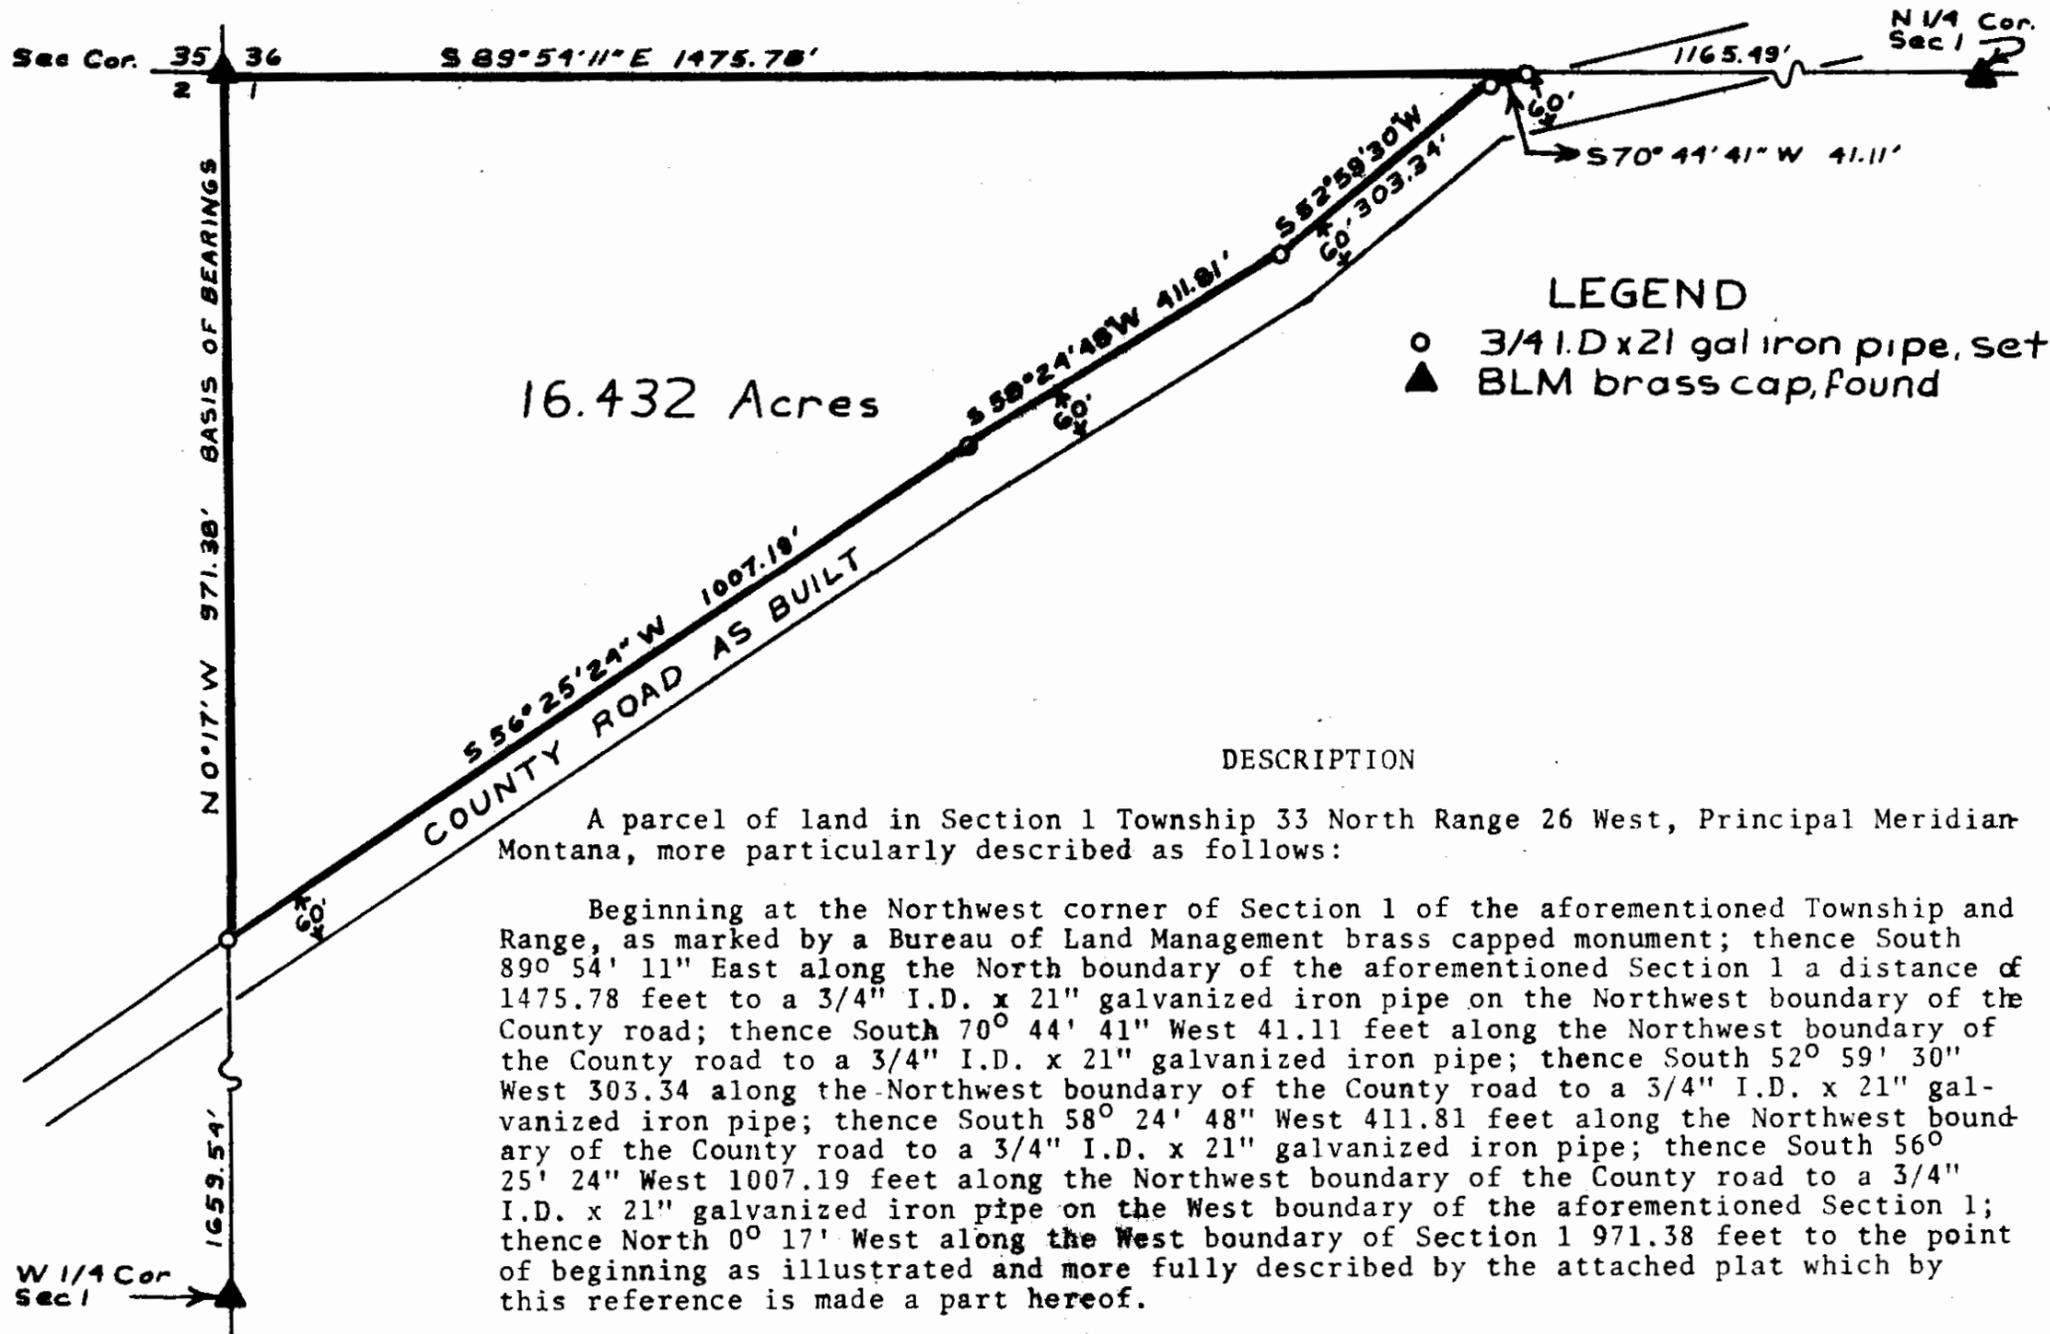 N 1/4 Cor.
Sec 1
Sec Cor. 35 36
2 1
S 89°54'11" E 1475.78'
1165.49'
60'
S 70° 44' 41" W 41.11'
S 52°59'30"W
303.34'
60'
S 58°24'48"W 411.81'
60'
N 0°17' W 971.38' BASIS OF BEARINGS
16.432 Acres
LEGEND
3/4 I.D x21 gal iron pipe, set
BLM brass cap, found
S 56° 25' 24" W 1007.19'
COUNTY ROAD AS BUILT
60'
1659.54'
W 1/4 Cor
Sec 1
DESCRIPTION
A parcel of land in Section 1 Township 33 North Range 26 West, Principal Meridian
Montana, more particularly described as follows:
Beginning at the Northwest corner of Section 1 of the aforementioned Township and
Range, as marked by a Bureau of Land Management brass capped monument; thence South
89° 54' 11" East along the North boundary of the aforementioned Section 1 a distance of
1475.78 feet to a 3/4" I.D. x 21" galvanized iron pipe on the Northwest boundary of the
County road; thence South 70° 44' 41" West 41.11 feet along the Northwest boundary of
the County road to a 3/4" I.D. x 21" galvanized iron pipe; thence South 52° 59' 30"
West 303.34 along the Northwest boundary of the County road to a 3/4" I.D. x 21" gal-
vanized iron pipe; thence South 58° 24' 48" West 411.81 feet along the Northwest bound-
ary of the County road to a 3/4" I.D. x 21" galvanized iron pipe; thence South 56°
25' 24" West 1007.19 feet along the Northwest boundary of the County road to a 3/4"
I.D. x 21" galvanized iron pipe on the West boundary of the aforementioned Section 1;
thence North 0° 17' West along the West boundary of Section 1 971.38 feet to the point
of beginning as illustrated and more fully described by the attached plat which by
this reference is made a part hereof.